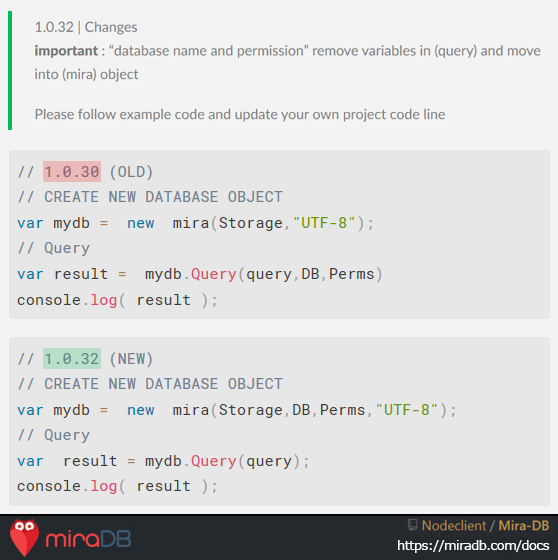 1.0.32 | Changes
important : “database name and permission” remove variables in (query) and move
into (mira) object
Please follow example code and update your own project code line
// 1.0.30 (OLD)
// CREATE NEW DATABASE OBJECT
var mydb =  new  mira(Storage,"UTF-8");
// Query
var result =  mydb.Query(query,DB,Perms)
console.log( result );
// 1.0.32 (NEW)
// CREATE NEW DATABASE OBJECT
var mydb =  new  mira(Storage,DB,Perms,"UTF-8");
// Query
var  result = mydb.Query(query);
console.log( result );
miraDB
Nodeclient / Mira-DB
https://miradb.com/docs